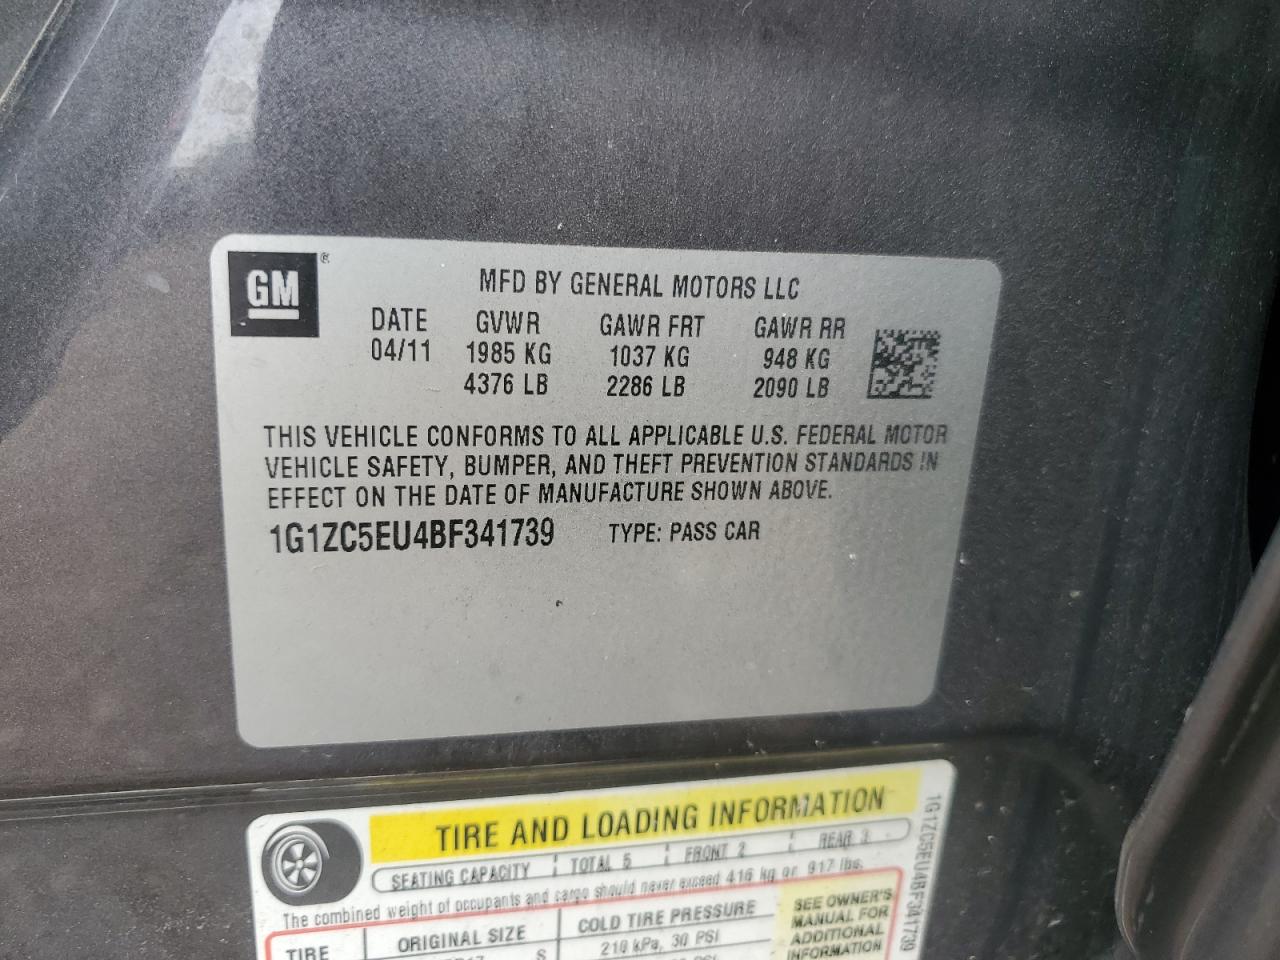 GM ®
MFD BY GENERAL MOTORS LLC
DATE GVWR GAWR FRT GAWR RR
04/11 1985 KG 1037 KG 948 KG
4376 LB 2286 LB 2090 LB
THIS VEHICLE CONFORMS TO ALL APPLICABLE U.S. FEDERAL MOTOR
VEHICLE SAFETY, BUMPER, AND THEFT PREVENTION STANDARDS IN
EFFECT ON THE DATE OF MANUFACTURE SHOWN ABOVE.
1G1ZC5EU4BF341739 TYPE: PASS CAR
TIRE AND LOADING INFORMATION
SEATING CAPACITY TOTAL 5 FRONT 2 REAR 3
The combined weight of occupants and cargo should never exceed 416 kg or 917 lbs.
TIRE ORIGINAL SIZE COLD TIRE PRESSURE
210 kPa, 30 PSI
SEE OWNER'S
MANUAL FOR
ADDITIONAL
INFORMATION
1G1ZC5EU4BF341739